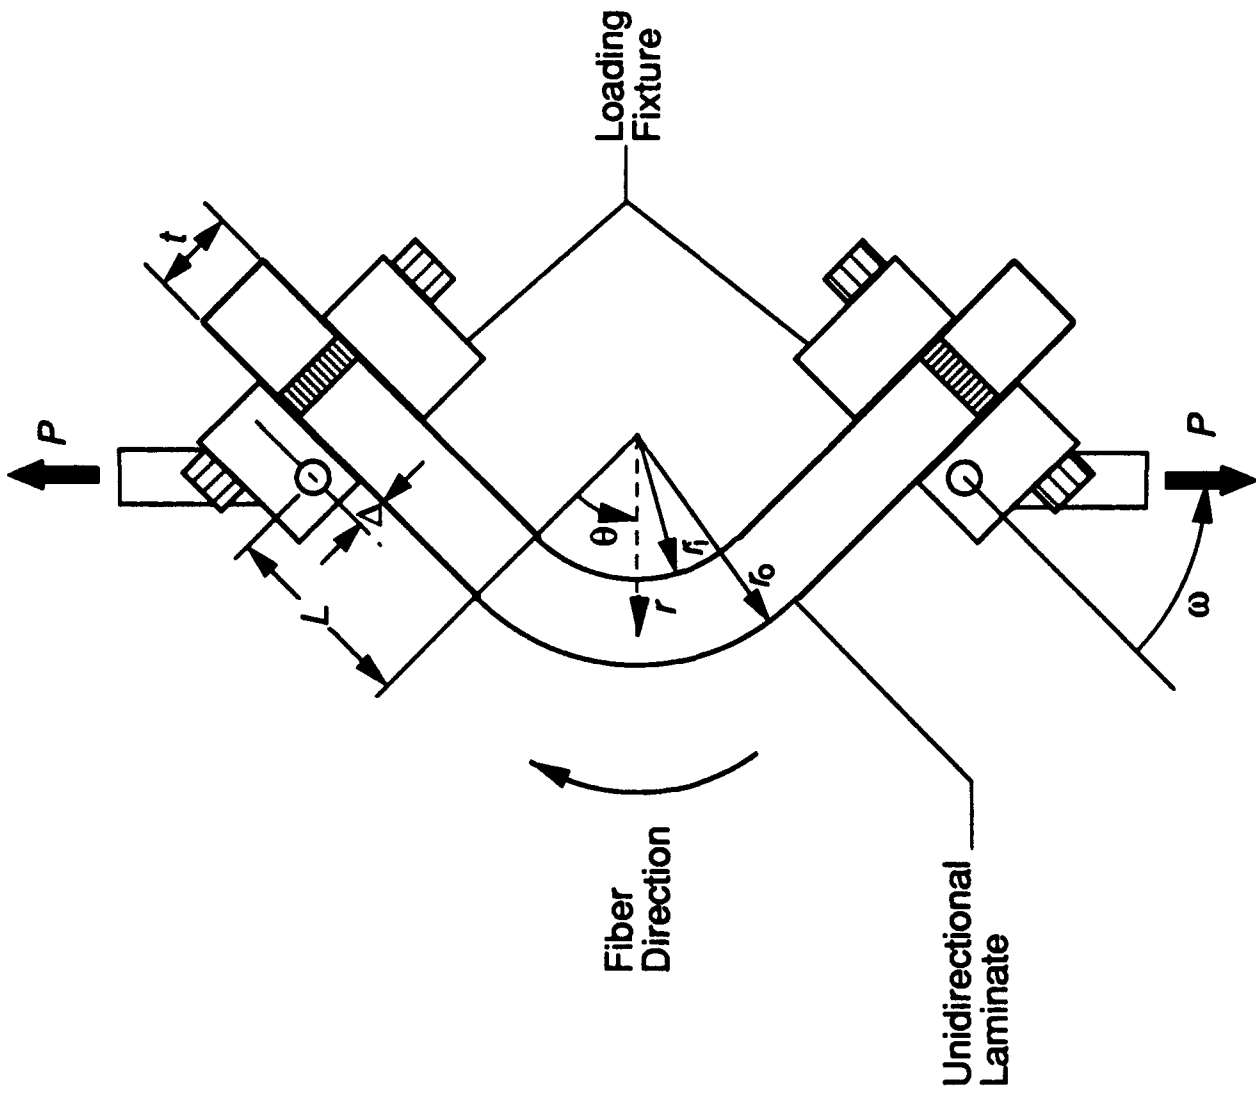 Loading
Fixture
t
P
P
Δ
L
θ
r
ri
ro
ω
Fiber
Direction
Unidirectional
Laminate